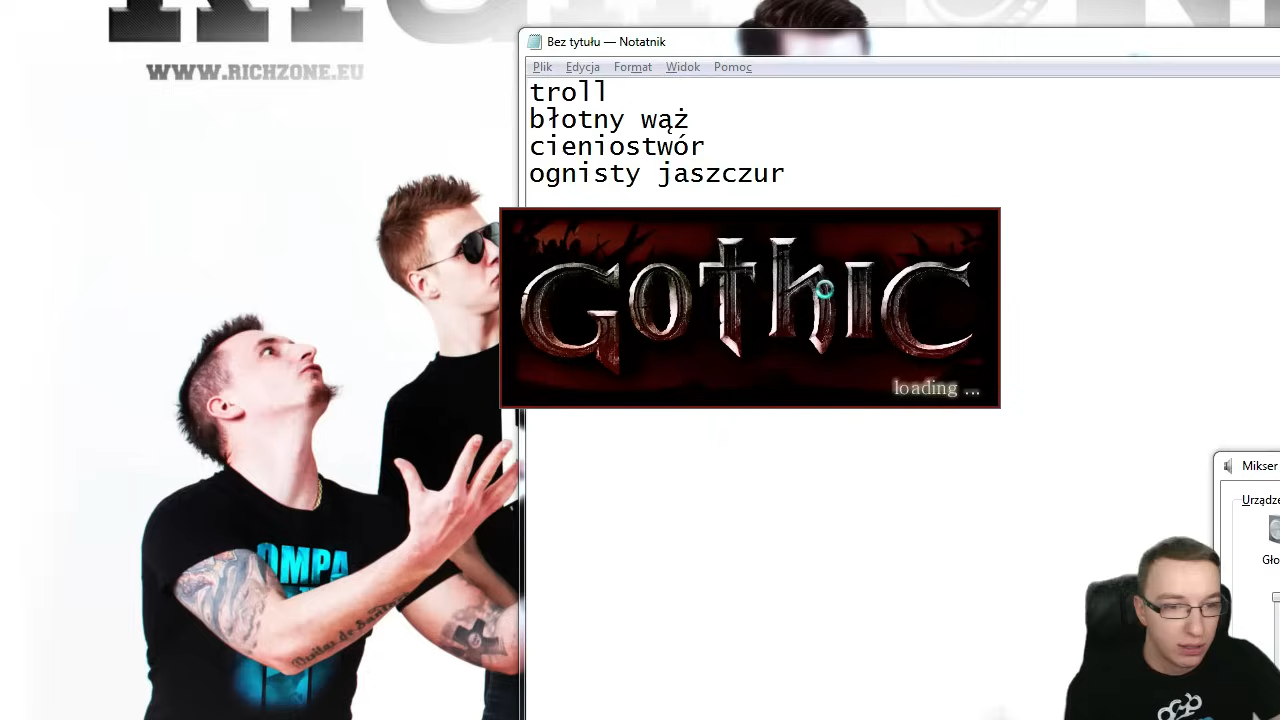 WWW.RICHZONE.EU
Bez tytułu — Notatnik
Plik Edycja Format Widok Pomoc
troll
błotny wąż
cieniostwór
ognisty jaszczur
GOTHIC
loading ...
Mikser
OMPA